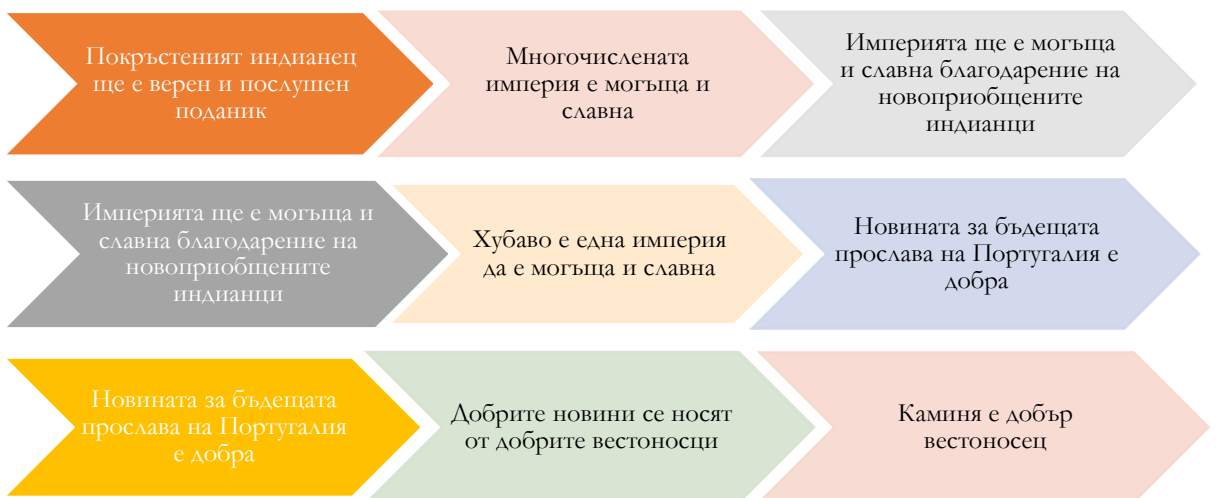 Покръстеният индианец
ще е верен и послушен
поданик
Многочислената
империя е могъща и
славна
Империята ще е могъща
и славна благодарение на
новоприобщените
индианци
Империята ще е могъща и
славна благодарение на
новоприобщените
индианци
Хубаво е една империя
да е могъща и славна
Новината за бъдещата
прослава на Португалия е
добра
Новината за бъдещата
прослава на Португалия
е добра
Добрите новини се носят
от добрите вестоносци
Каминя е добър
вестоносец